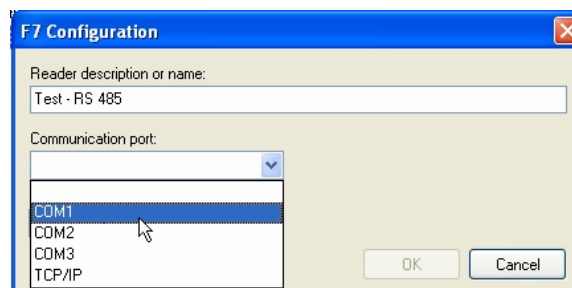 F7 Configuration
Reader description or name:
Test - RS 485
Communication port:
COM1
COM2
COM3
TCP/IP
OK
Cancel